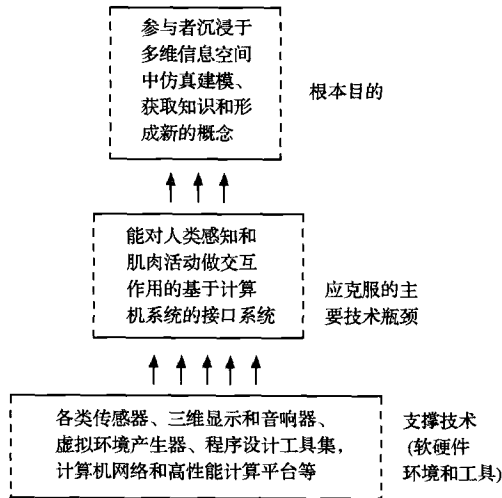 参与者沉浸于
多维信息空间
中仿真建模、
获取知识和形
成新的概念
根本目的
能对人类感知和
肌肉活动做交互
作用的基于计算
机系统的接口系统
应克服的主
要技术瓶颈
各类传感器、三维显示和音响器、
虚拟环境产生器、程序设计工具集，
计算机网络和高性能计算平台等
支撑技术
(软硬件
环境和工具)